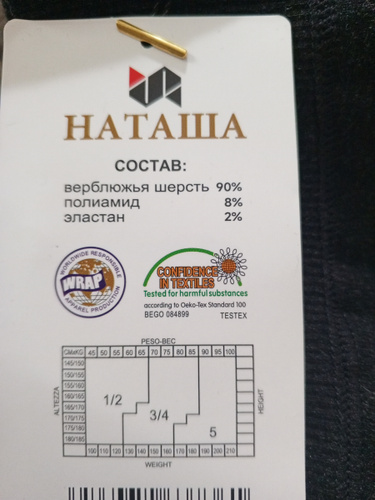 НАТАША
СОСТАВ:
верблюжья шерсть 90%
полиамид 8%
эластан 2%
WORLDWIDE RESPONSIBLE
WRAP
APPAREL PRODUCTION
CONFIDENCE
IN TEXTILES
Tested for harmful substances
according to Oeko-Tex Standard 100
BEGO 084899 TESTEX
PESO-ВЕС
45 50 55 60 65 70 75 80 85 90 95 100
ALTEZZA
145/150
150/155
155/160
160/165
165/170
170/175
175/180
180/185
1/2
3/4
5
HEIGHT
100 110 120 130 140 150 160 170 180 190 200 210
WEIGHT